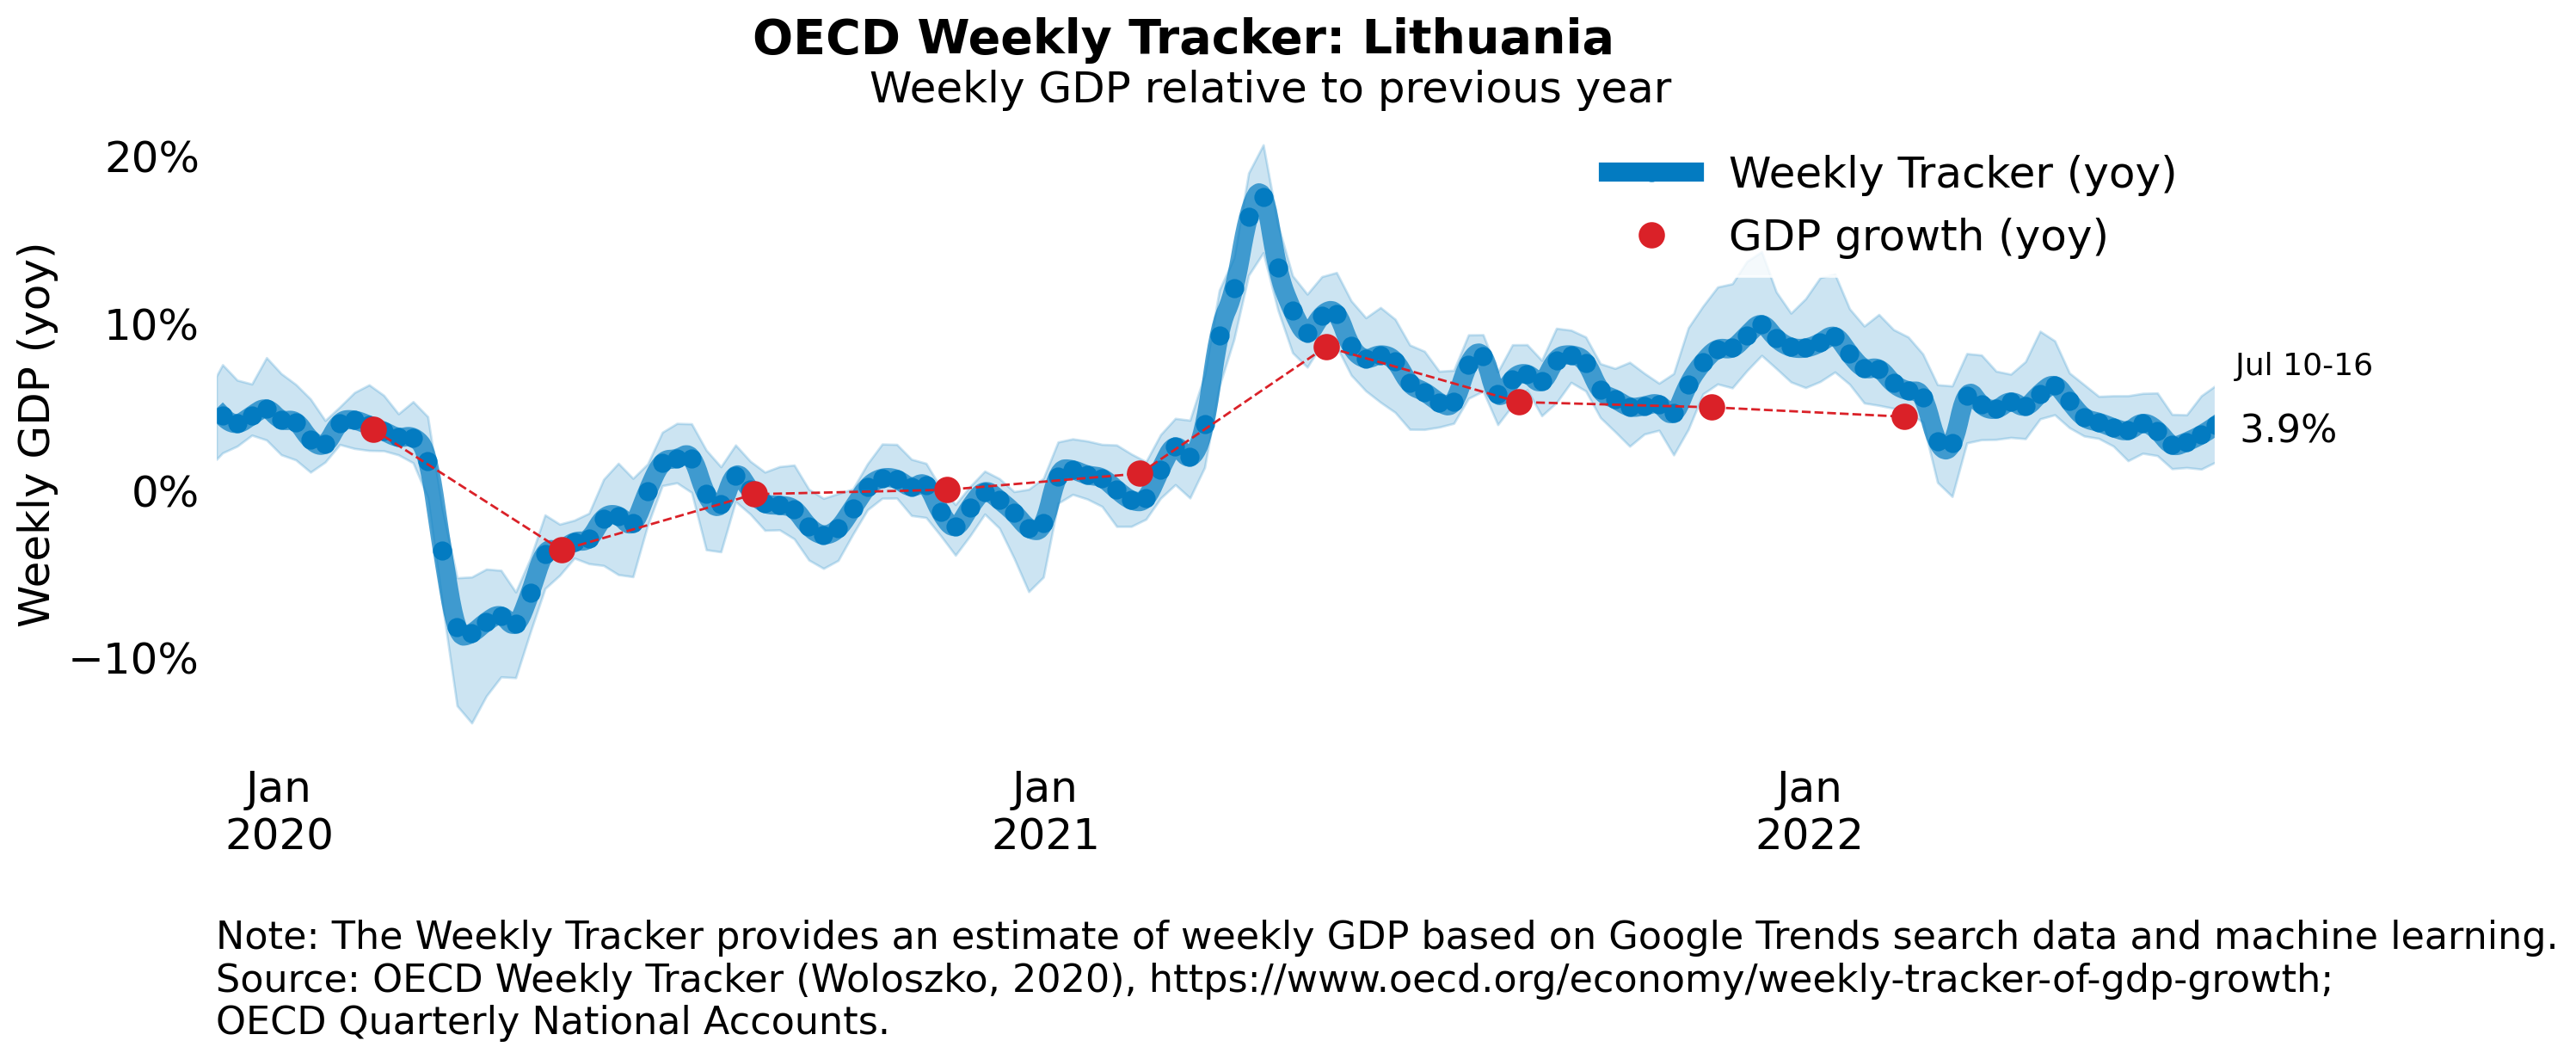 OECD Weekly Tracker: Lithuania
Weekly GDP relative to previous year
Weekly GDP (yoy)
20%
10%
0%
−10%
Weekly Tracker (yoy)
GDP growth (yoy)
Jul 10-16
3.9%
Jan
2020
Jan
2021
Jan
2022
Note: The Weekly Tracker provides an estimate of weekly GDP based on Google Trends search data and machine learning.
Source: OECD Weekly Tracker (Woloszko, 2020), https://www.oecd.org/economy/weekly-tracker-of-gdp-growth;
OECD Quarterly National Accounts.